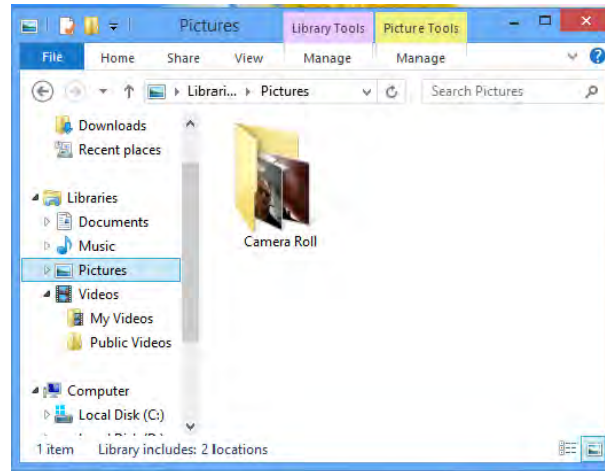 Pictures
Library Tools
Picture Tools
File
Home
Share
View
Manage
Manage
Librari...
Pictures
Search Pictures
Downloads
Recent places
Libraries
Documents
Music
Pictures
Videos
My Videos
Public Videos
Computer
Local Disk (C:)
Camera Roll
1 item
Library includes: 2 locations